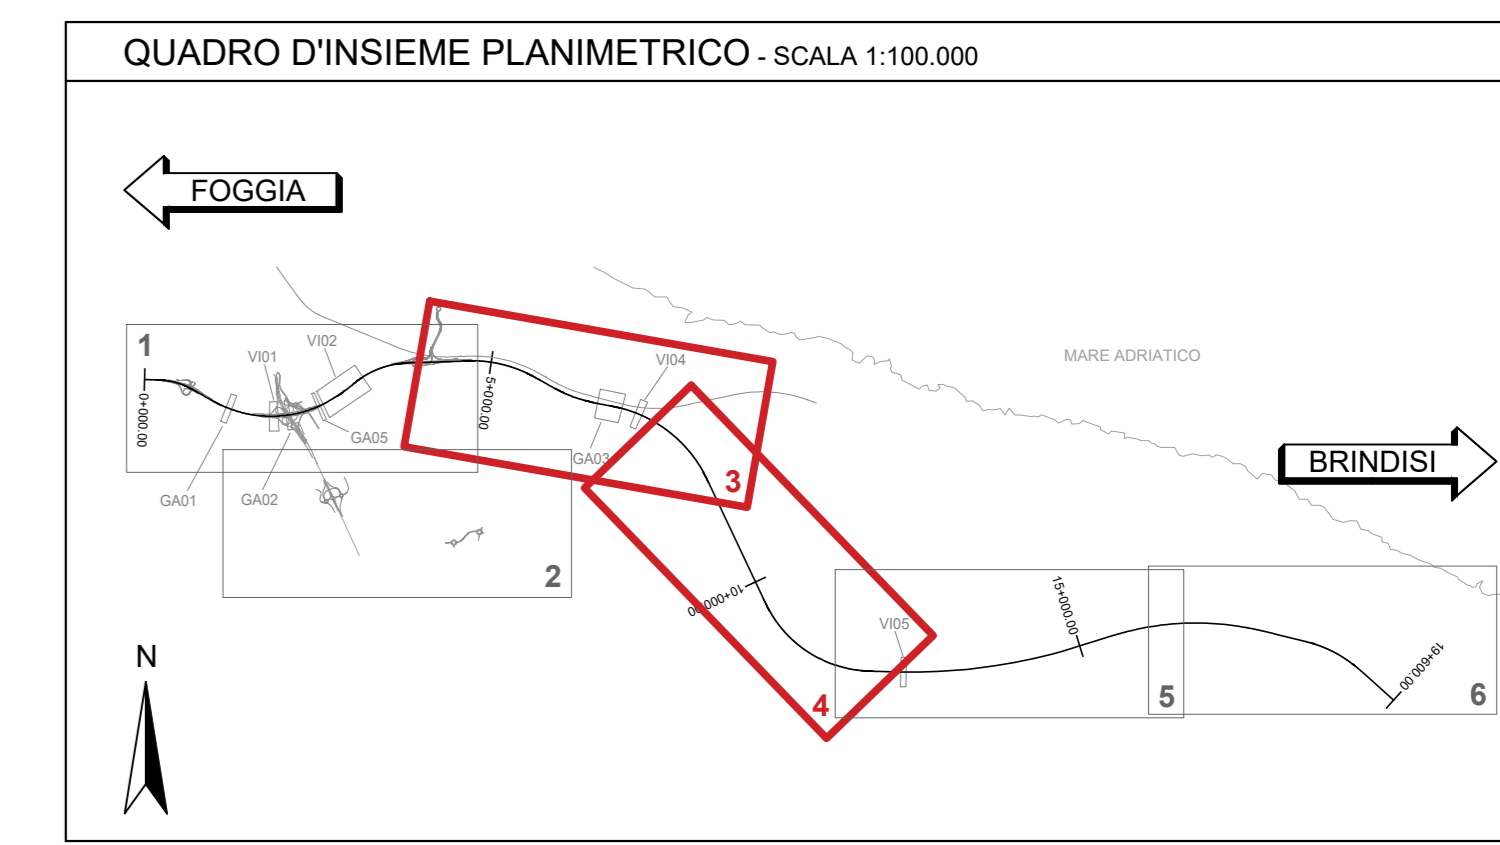 QUADRO D'INSIEME PLANIMETRICO - SCALA 1:100.000
FOGGIA
MARE ADRIATICO
1
VI01
VI02
VI04
0+000.00
5+000.00
GA05
GA03
GA01
GA02
3
BRINDISI
2
10+000.00
15+000.00
VI05
N
4
5
19+600.00
6